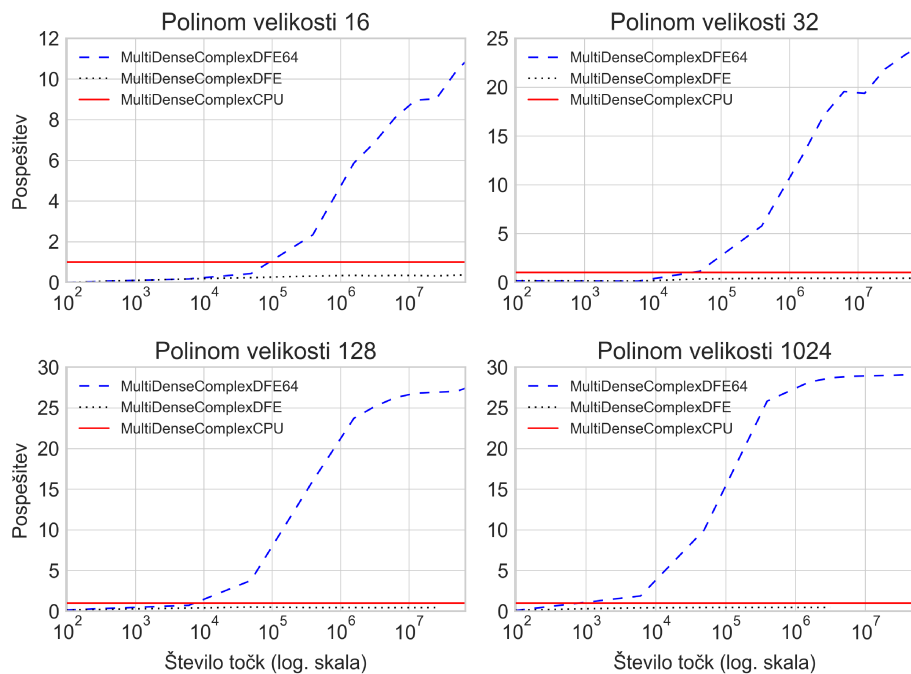 Polinom velikosti 16
12
10
8
6
4
2
0
Pospešitev
MultiDenseComplexDFE64
MultiDenseComplexDFE
MultiDenseComplexCPU
10^2 10^3 10^4 10^5 10^6 10^7
Polinom velikosti 32
25
20
15
10
5
0
MultiDenseComplexDFE64
MultiDenseComplexDFE
MultiDenseComplexCPU
10^2 10^3 10^4 10^5 10^6 10^7
Polinom velikosti 128
30
25
20
15
10
5
0
Pospešitev
MultiDenseComplexDFE64
MultiDenseComplexDFE
MultiDenseComplexCPU
10^2 10^3 10^4 10^5 10^6 10^7
Število točk (log. skala)
Polinom velikosti 1024
30
25
20
15
10
5
0
MultiDenseComplexDFE64
MultiDenseComplexDFE
MultiDenseComplexCPU
10^2 10^3 10^4 10^5 10^6 10^7
Število točk (log. skala)